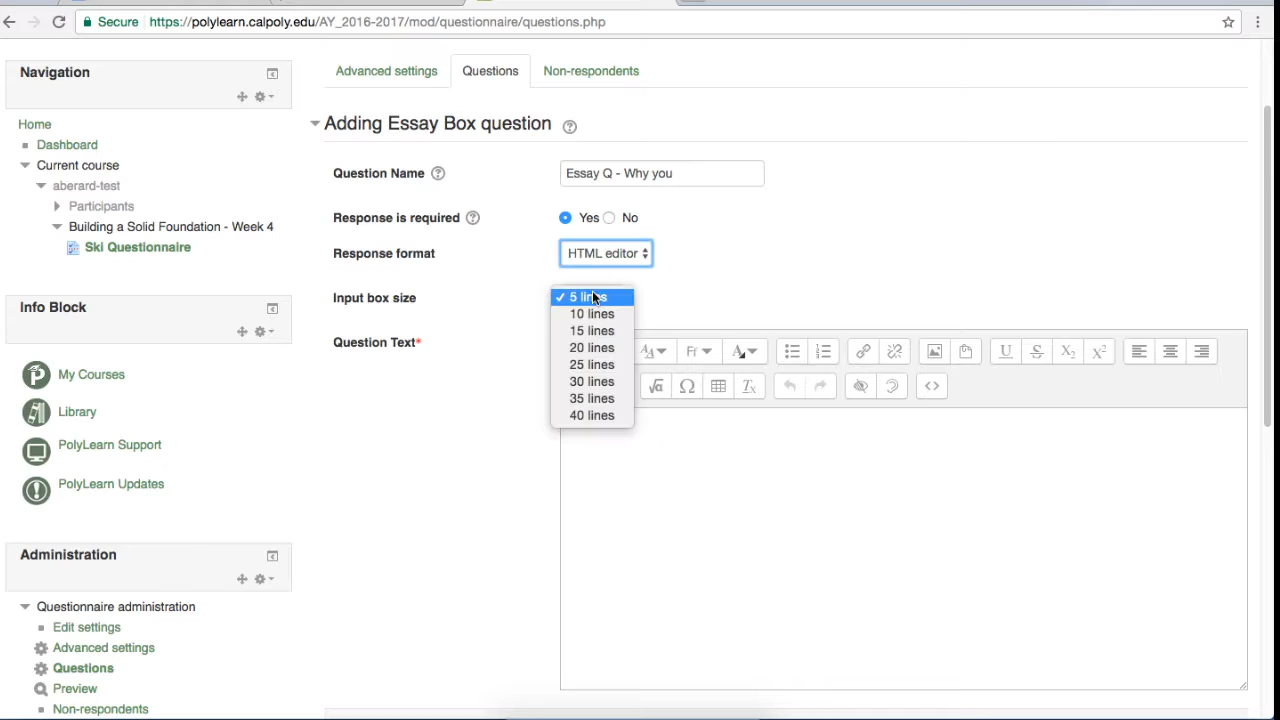 Secure https://polylearn.calpoly.edu/AY_2016-2017/mod/questionnaire/questions.php
Navigation
Home
Dashboard
Current course
aberard-test
Participants
Building a Solid Foundation - Week 4
Ski Questionnaire
Info Block
My Courses
Library
PolyLearn Support
PolyLearn Updates
Administration
Questionnaire administration
Edit settings
Advanced settings
Questions
Preview
Non-respondents
Advanced settings Questions Non-respondents
Adding Essay Box question
Question Name Essay Q - Why you
Response is required Yes No
Response format HTML editor
Input box size
5 lines
10 lines
15 lines
20 lines
25 lines
30 lines
35 lines
40 lines
Question Text*